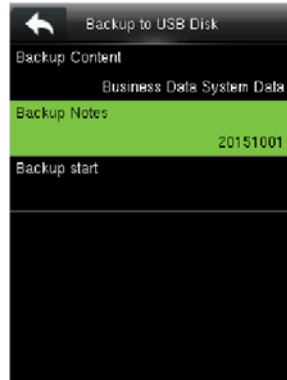 Backup to USB Disk
Backup Content
Business Data System Data
Backup Notes
20151001
Backup start